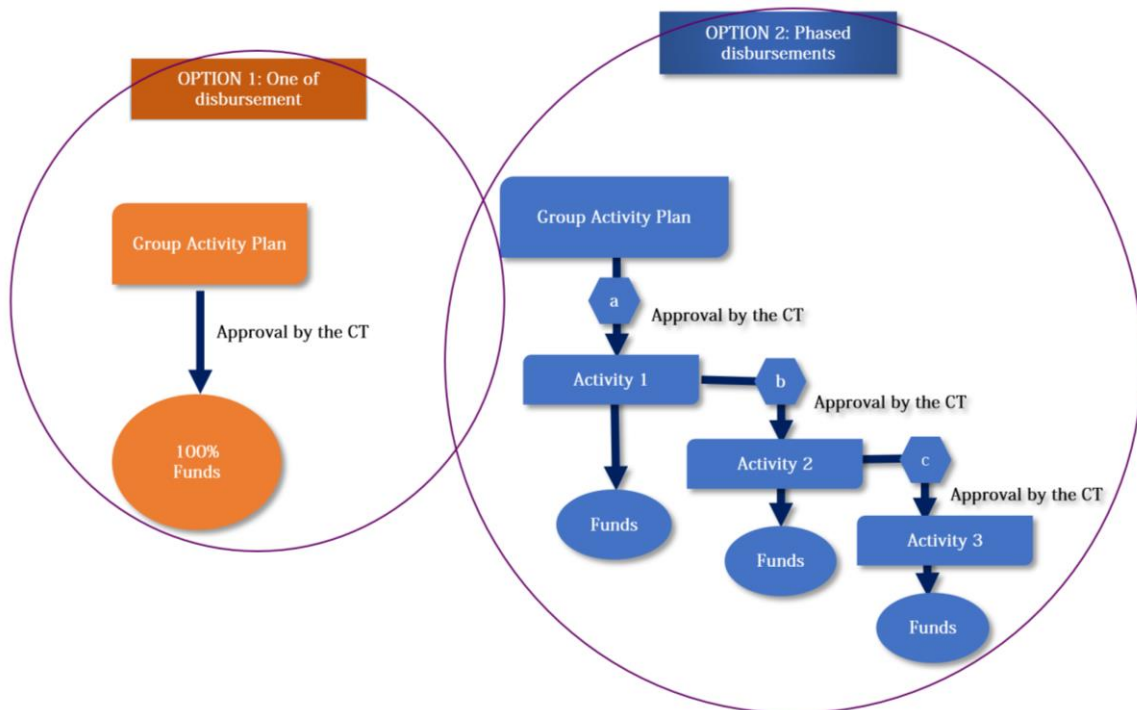 OPTION 1: One of
disbursement
Group Activity Plan
Approval by the CT
100%
Funds
OPTION 2: Phased
disbursements
Group Activity Plan
a
Approval by the CT
Activity 1
b
Approval by the CT
Funds
Activity 2
c
Approval by the CT
Funds
Activity 3
Funds